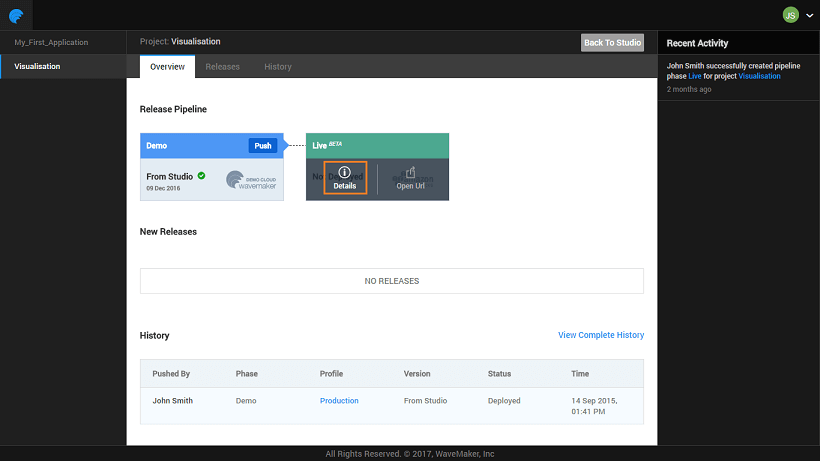 JS
My_First_Application
Visualisation
Project: Visualisation
Back To Studio
Overview
Releases
History
Release Pipeline
Demo
Push
From Studio
09 Dec 2016
DEMO CLOUD
wavemaker
Live BETA
Not Deployed
Details
Open Url
New Releases
NO RELEASES
History
View Complete History
Pushed By Phase Profile Version Status Time
John Smith Demo Production From Studio Deployed 14 Sep 2015,
01:41 PM
Recent Activity
John Smith successfully created pipeline
phase Live for project Visualisation
2 months ago
All Rights Reserved. © 2017, WaveMaker, Inc